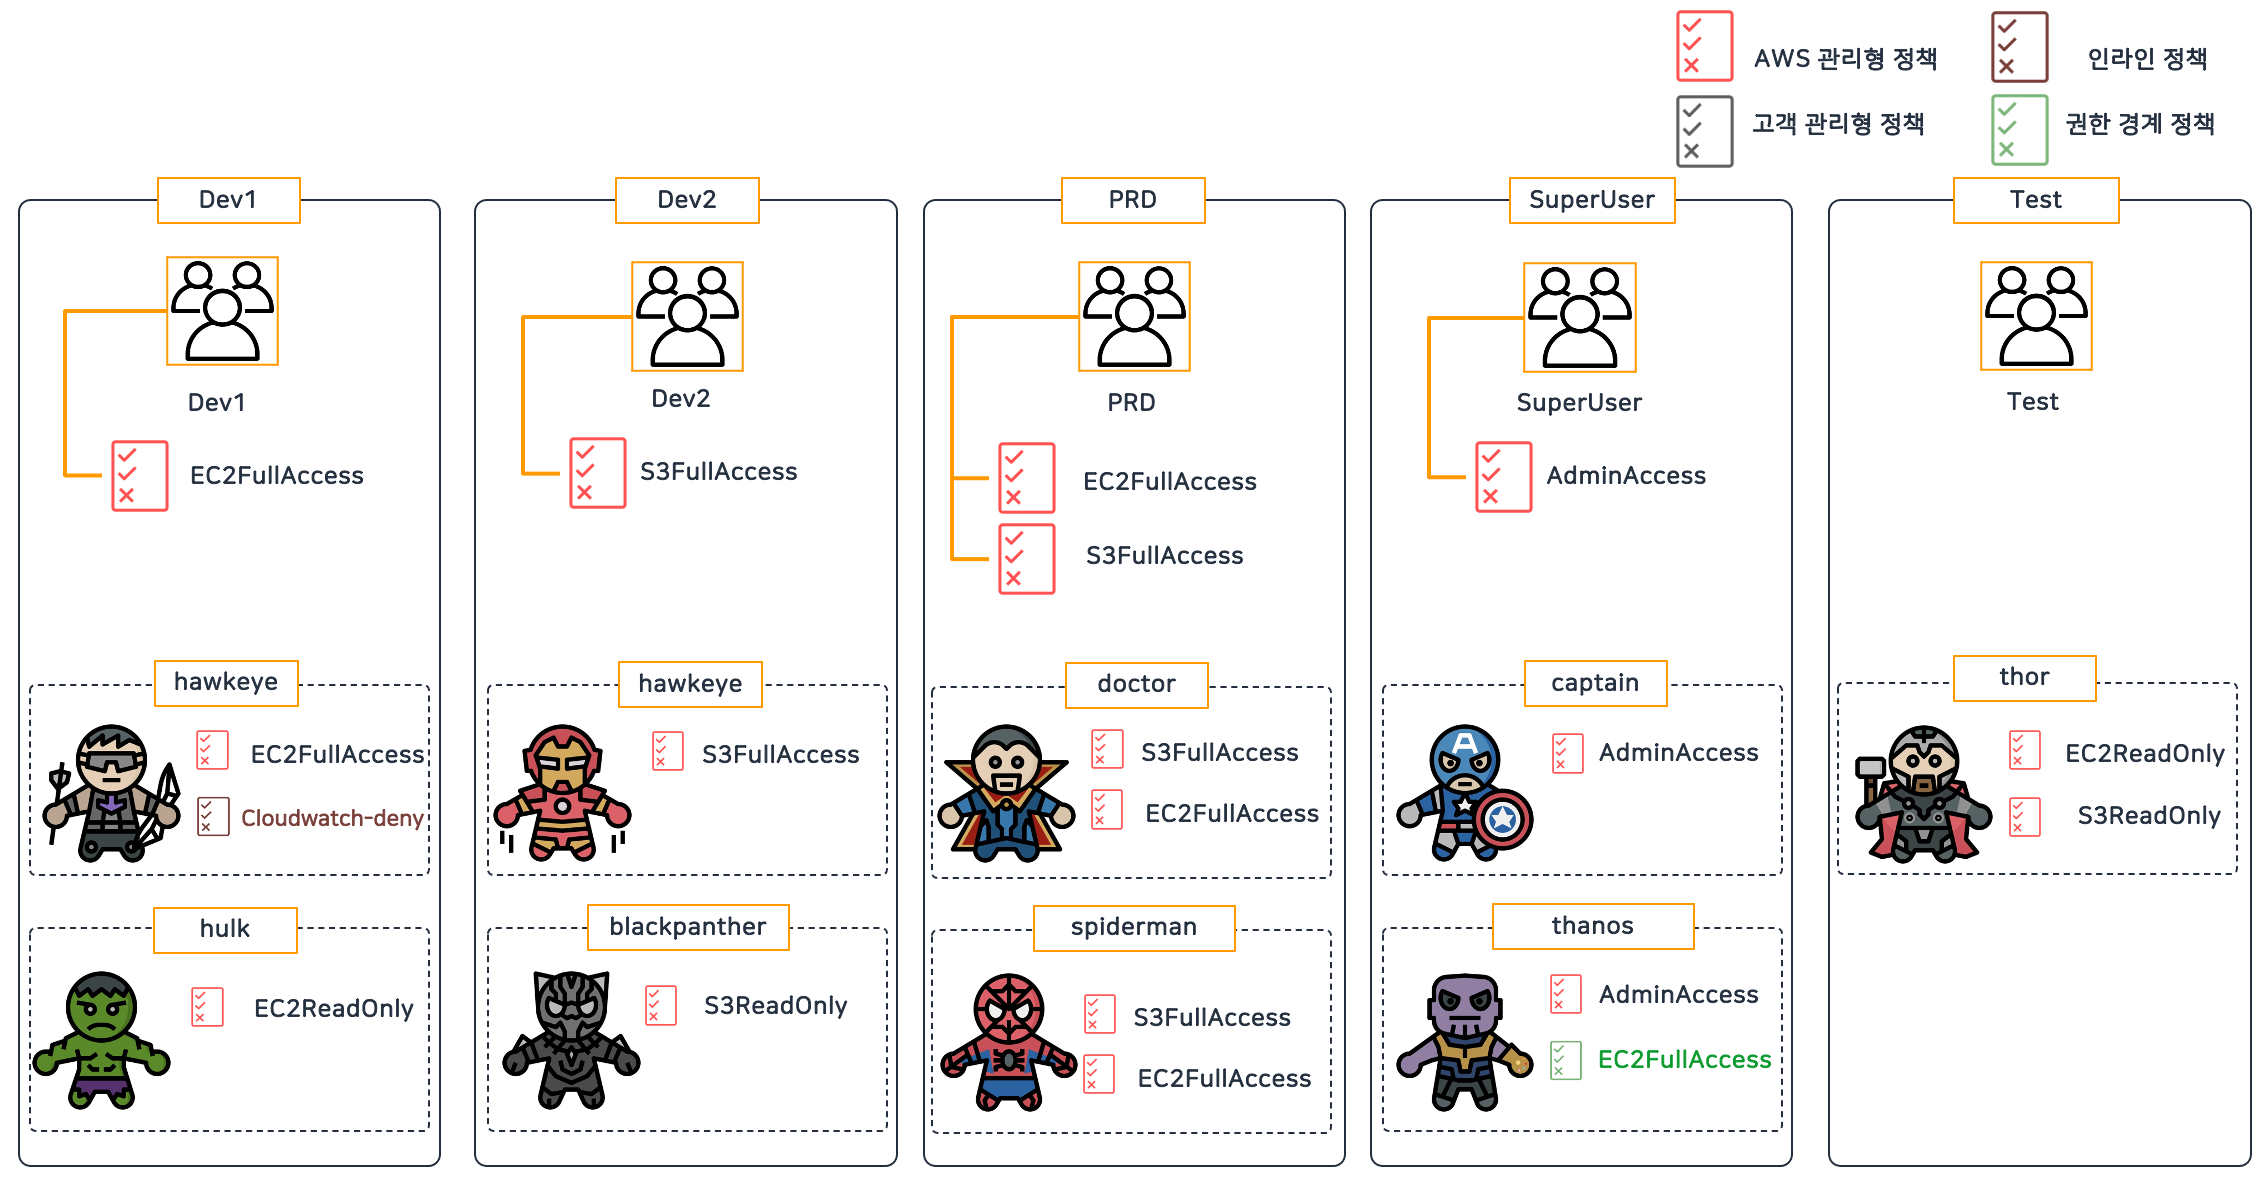 AWS 관리형 정책
인라인 정책
고객 관리형 정책
권한 경계 정책
Dev1
Dev1
EC2FullAccess
hawkeye
EC2FullAccess
Cloudwatch-deny
hulk
EC2ReadOnly
Dev2
Dev2
S3FullAccess
hawkeye
S3FullAccess
blackpanther
S3ReadOnly
PRD
PRD
EC2FullAccess
S3FullAccess
doctor
S3FullAccess
EC2FullAccess
spiderman
S3FullAccess
EC2FullAccess
SuperUser
SuperUser
AdminAccess
captain
AdminAccess
thanos
AdminAccess
EC2FullAccess
Test
Test
thor
EC2ReadOnly
S3ReadOnly